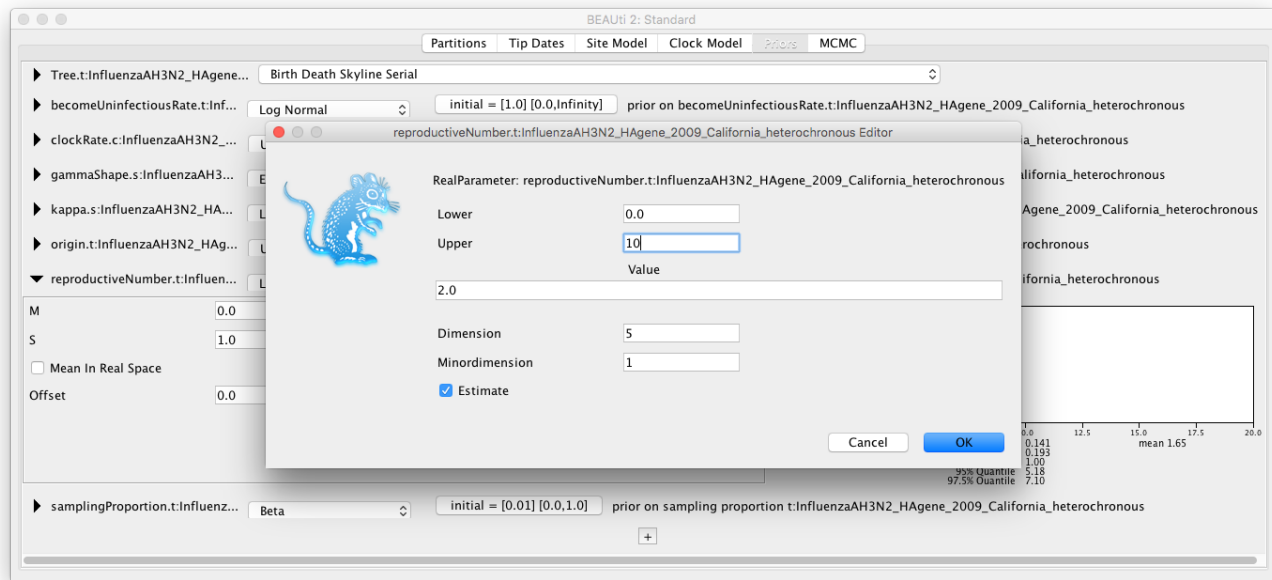 BEAUti 2: Standard
Partitions Tip Dates Site Model Clock Model Priors MCMC
Tree.t:InfluenzaAH3N2_HAgene... Birth Death Skyline Serial
becomeUninfectiousRate.t:Inf... Log Normal initial = [1.0] [0.0,Infinity] prior on becomeUninfectiousRate.t:InfluenzaAH3N2_HAgene_2009_California_heterochronous
reproductiveNumber.t:InfluenzaAH3N2_HAgene_2009_California_heterochronous Editor
clockRate.c:InfluenzaAH3N2_... ia_heterochronous
gammaShape.s:InfluenzaAH3... E alifornia_heterochronous
RealParameter: reproductiveNumber.t:InfluenzaAH3N2_HAgene_2009_California_heterochronous
kappa.s:InfluenzaAH3N2_HA... L Agene_2009_California_heterochronous
Lower 0.0
origin.t:InfluenzaAH3N2_HAg... rochronous
Upper 10
Value
reproductiveNumber.t:Influen... L ifornia_heterochronous
2.0
M 0.0
S 1.0
Dimension 5
Minordimension 1
Mean In Real Space
Estimate
Offset 0.0
Cancel OK
0.0 12.5 15.0 17.5 20.0
0.141 mean 1.65
0.193
1.00
95% Quantile 5.18
97.5% Quantile 7.10
samplingProportion.t:Influenz... Beta initial = [0.01] [0.0,1.0] prior on sampling proportion t:InfluenzaAH3N2_HAgene_2009_California_heterochronous
+